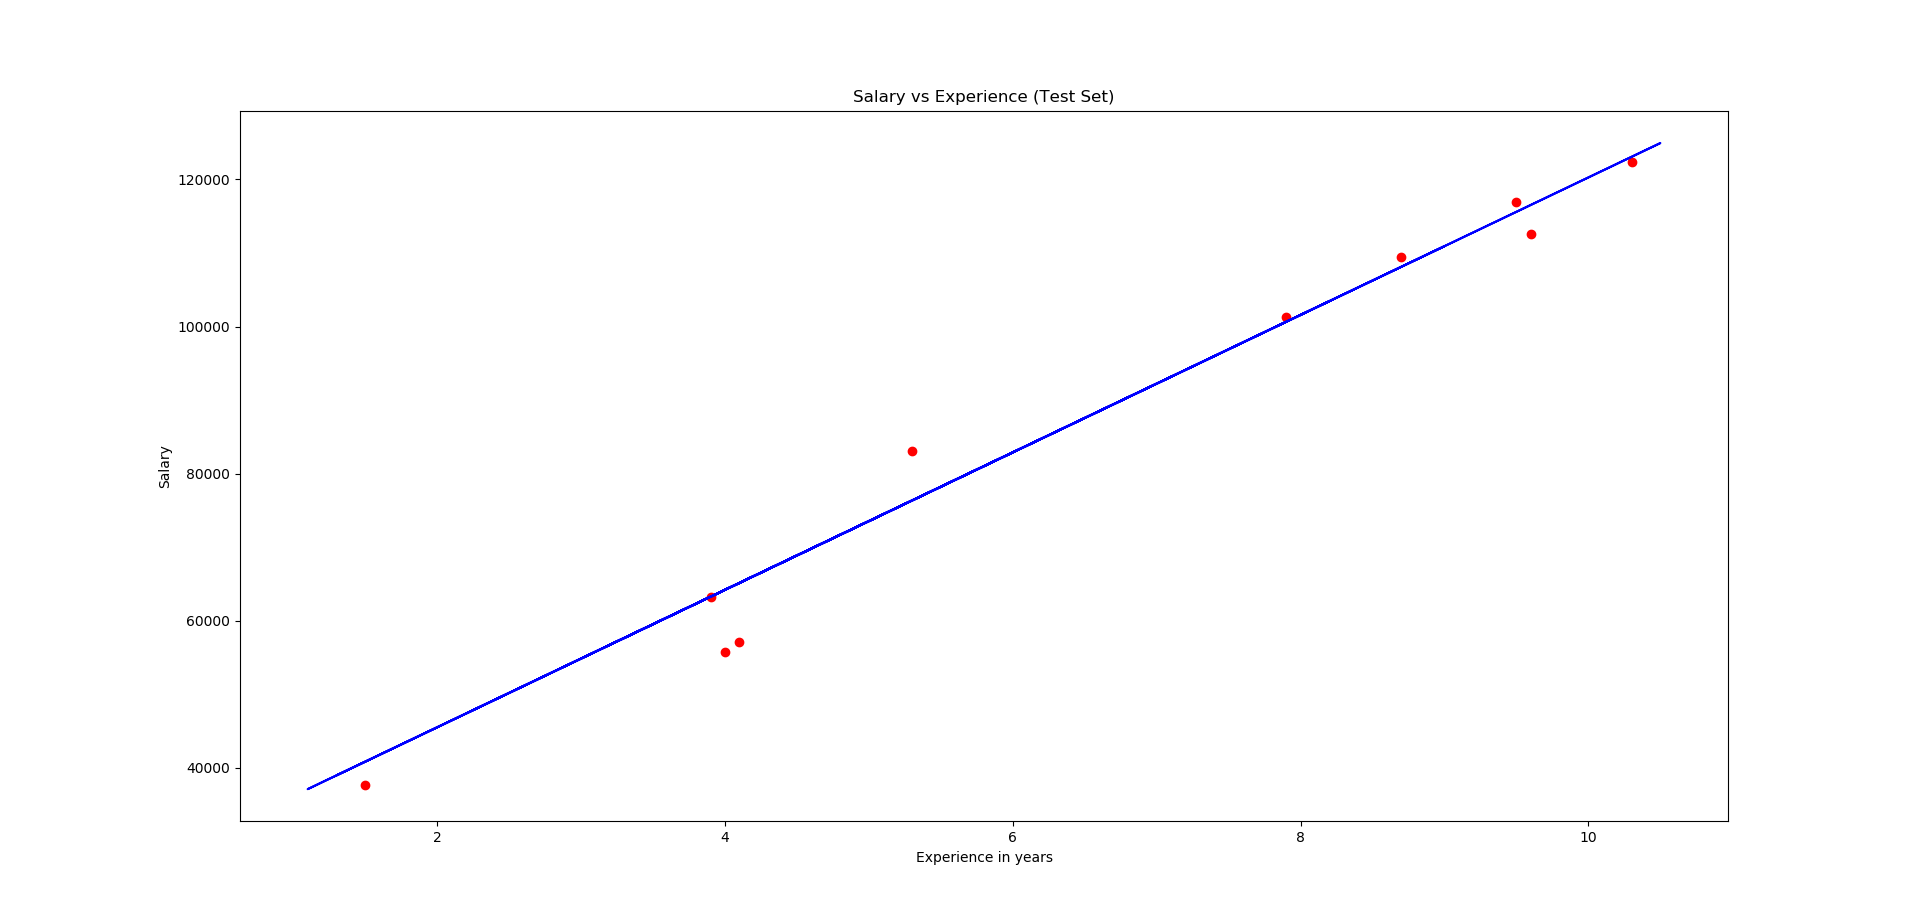 Salary vs Experience (Test Set)
120000
100000
80000
60000
40000
Salary
2 4 6 8 10
Experience in years